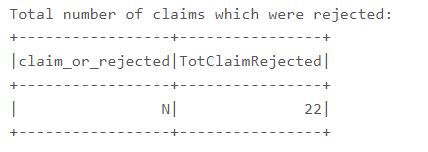 Total number of claims which were rejected:
+-----------------+----------------+
|claim_or_rejected|TotClaimRejected|
+-----------------+----------------+
|                N|              22|
+-----------------+----------------+